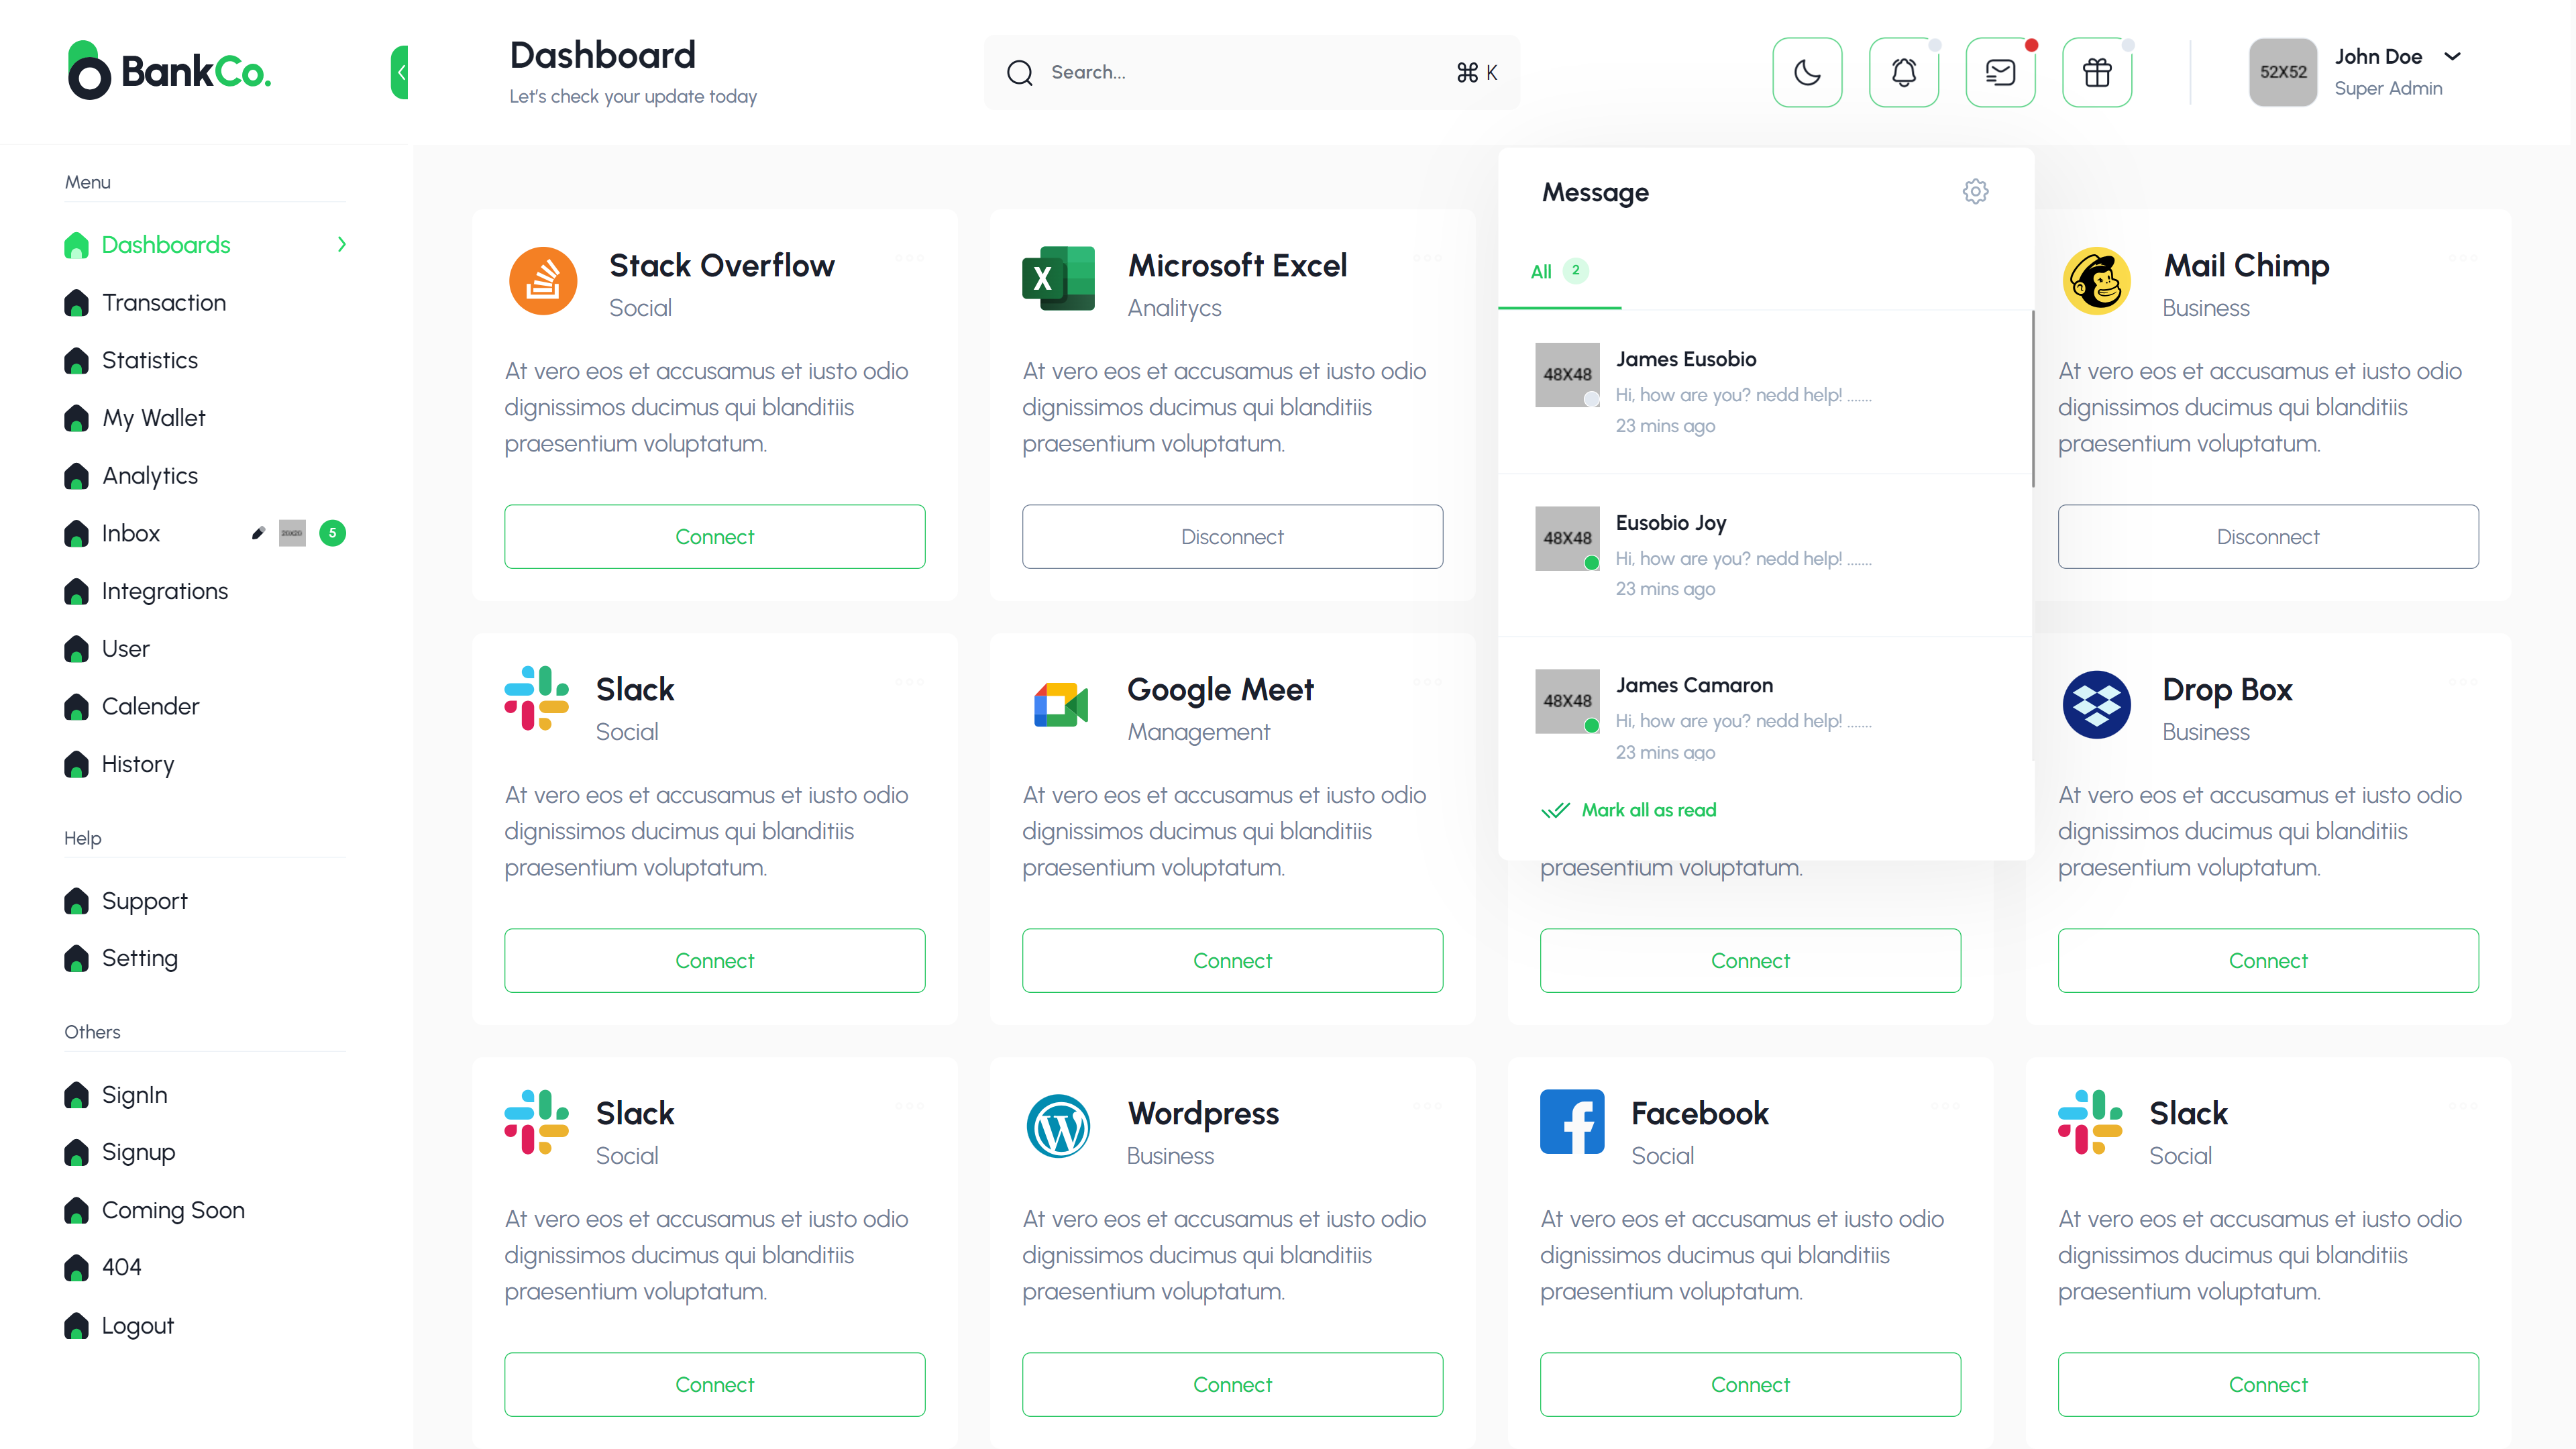 BankCo.
Dashboard
Let's check your update today
Search...
⌘ K
52X52
John Doe
Super Admin
Menu
Dashboards
Transaction
Statistics
My Wallet
Analytics
Inbox
5
Integrations
User
Calender
History
Help
Support
Setting
Others
SignIn
Signup
Coming Soon
404
Logout
Stack Overflow
Social
At vero eos et accusamus et iusto odio
dignissimos ducimus qui blanditiis
praesentium voluptatum.
Connect
Microsoft Excel
Analitycs
At vero eos et accusamus et iusto odio
dignissimos ducimus qui blanditiis
praesentium voluptatum.
Disconnect
Message
All 2
48X48
James Eusobio
Hi, how are you? nedd help! .......
23 mins ago
48X48
Eusobio Joy
Hi, how are you? nedd help! .......
23 mins ago
48X48
James Camaron
Hi, how are you? nedd help! .......
23 mins ago
Mark all as read
Mail Chimp
Business
At vero eos et accusamus et iusto odio
dignissimos ducimus qui blanditiis
praesentium voluptatum.
Disconnect
Slack
Social
At vero eos et accusamus et iusto odio
dignissimos ducimus qui blanditiis
praesentium voluptatum.
Connect
Google Meet
Management
At vero eos et accusamus et iusto odio
dignissimos ducimus qui blanditiis
praesentium voluptatum.
Connect
praesentium voluptatum.
Connect
Drop Box
Business
At vero eos et accusamus et iusto odio
dignissimos ducimus qui blanditiis
praesentium voluptatum.
Connect
Slack
Social
At vero eos et accusamus et iusto odio
dignissimos ducimus qui blanditiis
praesentium voluptatum.
Connect
Wordpress
Business
At vero eos et accusamus et iusto odio
dignissimos ducimus qui blanditiis
praesentium voluptatum.
Connect
Facebook
Social
At vero eos et accusamus et iusto odio
dignissimos ducimus qui blanditiis
praesentium voluptatum.
Connect
Slack
Social
At vero eos et accusamus et iusto odio
dignissimos ducimus qui blanditiis
praesentium voluptatum.
Connect